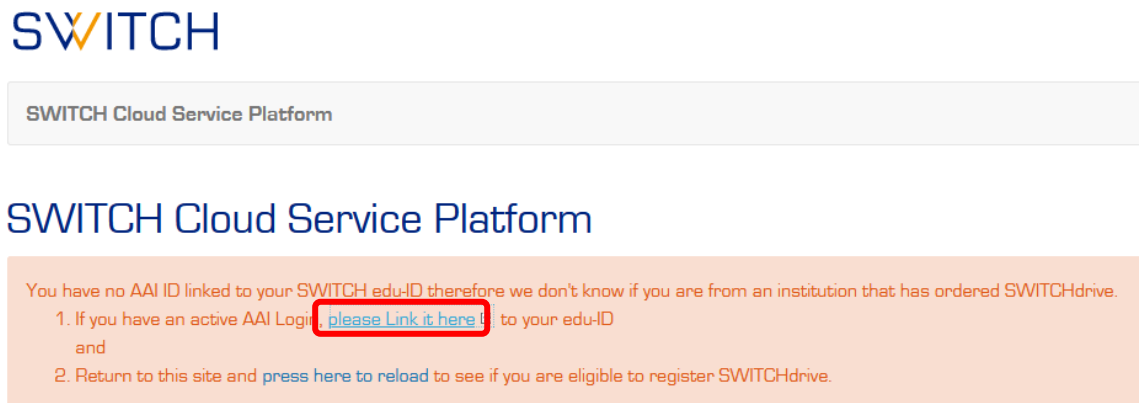 SWITCH
SWITCH Cloud Service Platform
SWITCH Cloud Service Platform
You have no AAI ID linked to your SWITCH edu-ID therefore we don't know if you are from an institution that has ordered SWITCHdrive.
1. If you have an active AAI Login, please Link it here to your edu-ID
and
2. Return to this site and press here to reload to see if you are eligible to register SWITCHdrive.